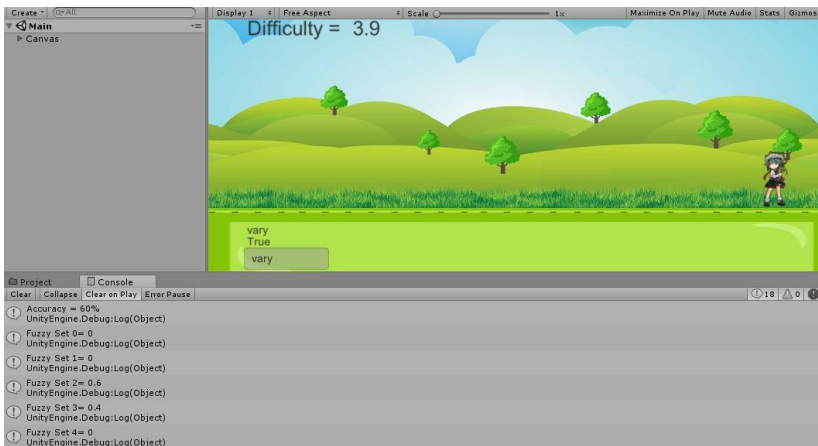 Create
All
Display 1
Free Aspect
Scale
1x
Maximize On Play
Mute Audio
Stats
Gizmos
Main
Canvas
Difficulty = 3.9
vary
True
vary
Project
Console
Clear
Collapse
Clear on Play
Error Pause
18
0
Accuracy = 60%
UnityEngine.Debug:Log(Object)
Fuzzy Set 0= 0
UnityEngine.Debug:Log(Object)
Fuzzy Set 1= 0
UnityEngine.Debug:Log(Object)
Fuzzy Set 2= 0.6
UnityEngine.Debug:Log(Object)
Fuzzy Set 3= 0.4
UnityEngine.Debug:Log(Object)
Fuzzy Set 4= 0
UnityEngine.Debug:Log(Object)